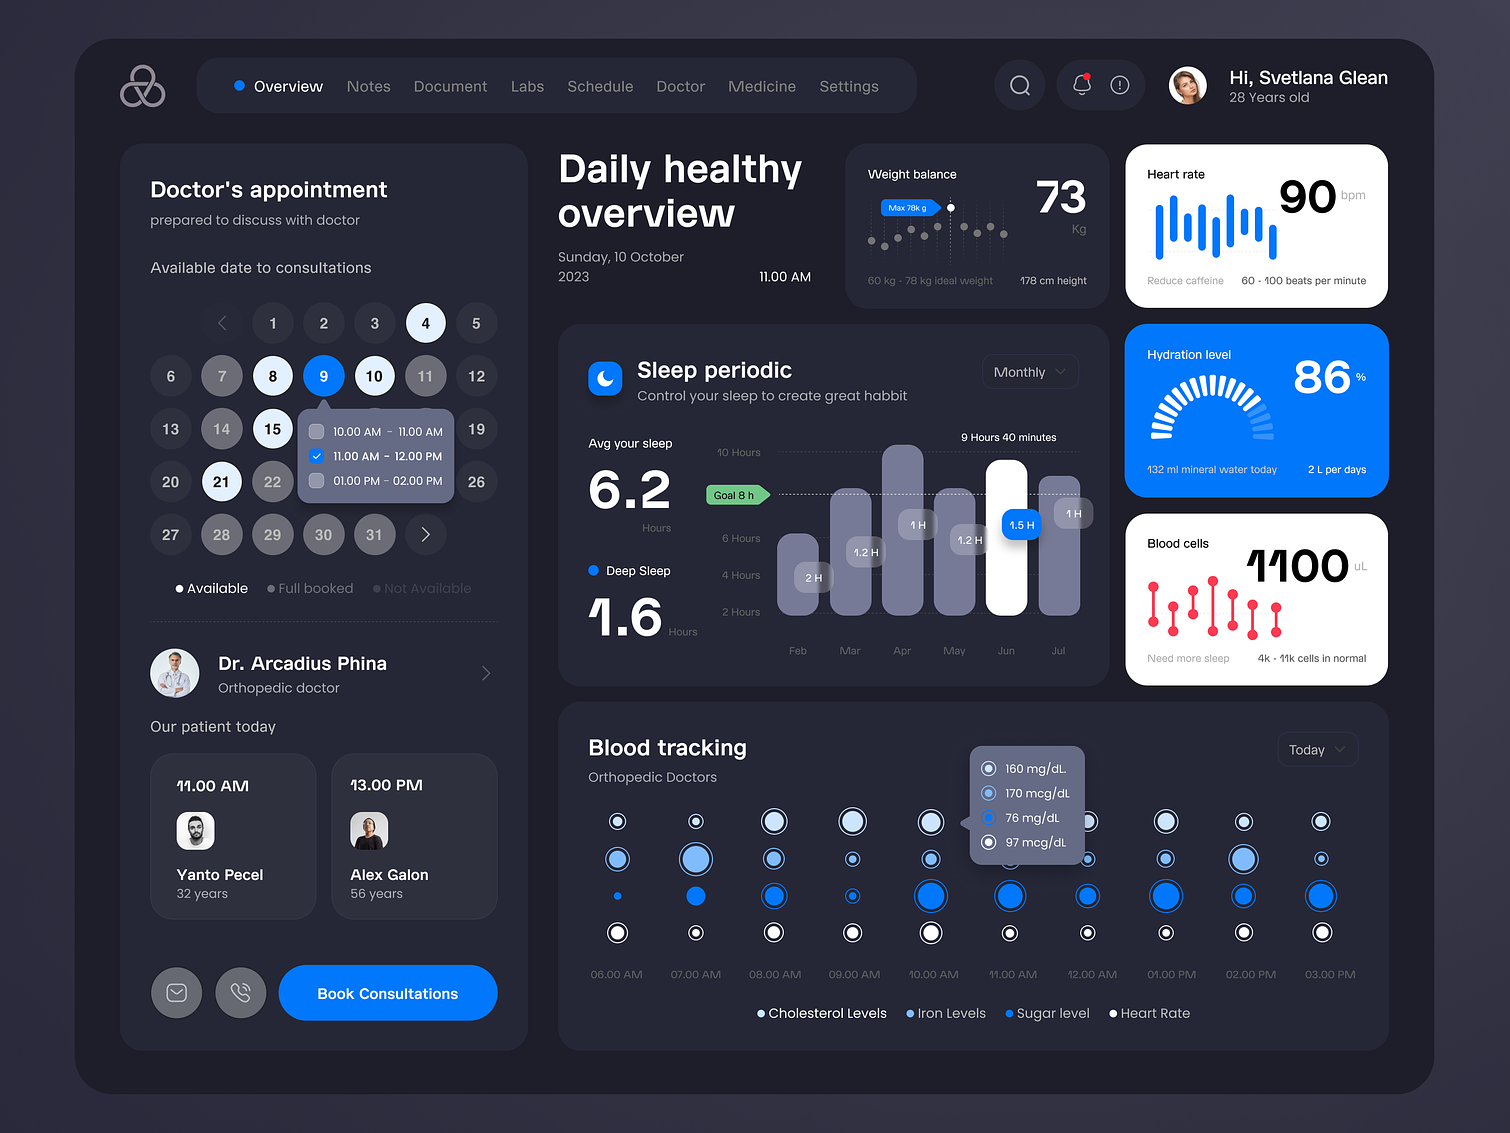 Overview
Notes
Document
Labs
Schedule
Doctor
Medicine
Settings
Hi, Svetlana Glean
28 Years old
Doctor's appointment
prepared to discuss with doctor
Available date to consultations
1 2 3 4 5
6 7 8 9 10 11 12
13 14 15 19
20 21 22 26
27 28 29 30 31
10.00 AM - 11.00 AM
11.00 AM - 12.00 PM
01.00 PM - 02.00 PM
Available
Full booked
Not Available
Dr. Arcadius Phina
Orthopedic doctor
Our patient today
11.00 AM
Yanto Pecel
32 years
13.00 PM
Alex Galon
56 years
Book Consultations
Daily healthy
overview
Sunday, 10 October
2023
11.00 AM
Weight balance
Max 78k g
73
Kg
60 kg - 78 kg ideal weight
178 cm height
Heart rate
90 bpm
Reduce caffeine
60 - 100 beats per minute
Sleep periodic
Control your sleep to create great habbit
Monthly
Avg your sleep
6.2
Hours
Deep Sleep
1.6 Hours
9 Hours 40 minutes
10 Hours
Goal 8 h
6 Hours
4 Hours
2 Hours
2 H
1.2 H
1 H
1.2 H
1.5 H
1 H
Feb Mar Apr May Jun Jul
Hydration level
86 %
132 ml mineral water today
2 L per days
Blood cells
1100 uL
Need more sleep
4k - 11k cells in normal
Blood tracking
Orthopedic Doctors
Today
160 mg/dL.
170 mcg/dL
76 mg/dL
97 mcg/dL
06.00 AM 07.00 AM 08.00 AM 09.00 AM 10.00 AM 11.00 AM 12.00 AM 01.00 PM 02.00 PM 03.00 PM
Cholesterol Levels
Iron Levels
Sugar level
Heart Rate